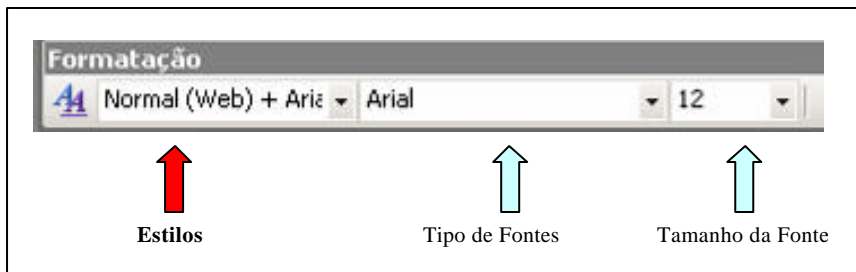 Formatação
Normal (Web) + Aria Arial 12
Estilos Tipo de Fontes Tamanho da Fonte